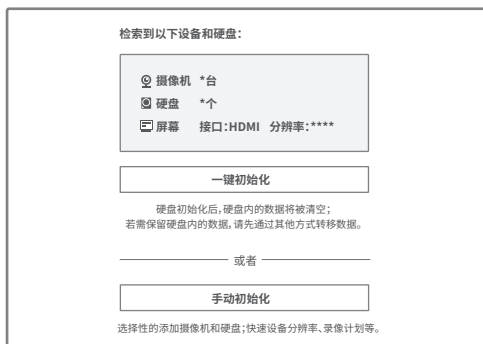 检索到以下设备和硬盘：
摄像机 *台
硬盘 *个
屏幕 接口：HDMI 分辨率：****
一键初始化
硬盘初始化后，硬盘内的数据将被清空；
若需保留硬盘内的数据，请先通过其他方式转移数据。
或者
手动初始化
选择性的添加摄像机和硬盘；快速设备分辨率、录像计划等。